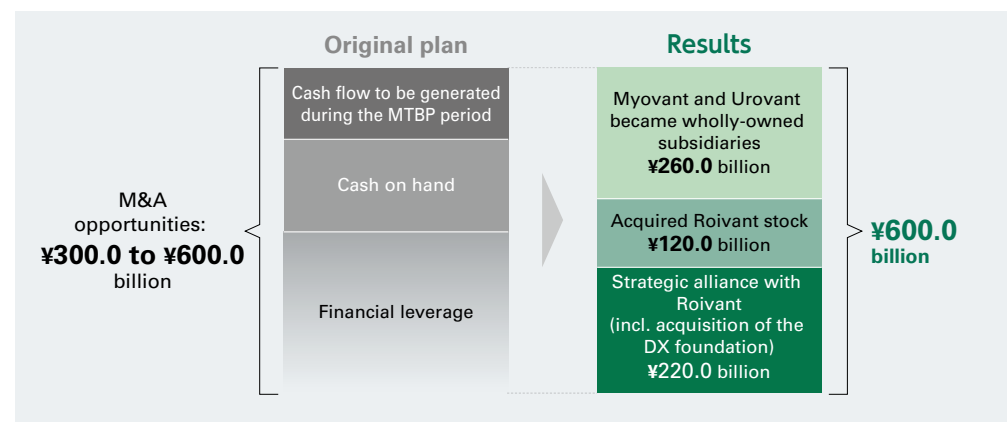 Original plan
Results
M&A
opportunities:
¥300.0 to ¥600.0
billion
Cash flow to be generated
during the MTBP period
Cash on hand
Financial leverage
Myovant and Urovant
became wholly-owned
subsidiaries
¥260.0 billion
Acquired Roivant stock
¥120.0 billion
Strategic alliance with
Roivant
(incl. acquisition of the
DX foundation)
¥220.0 billion
¥600.0
billion